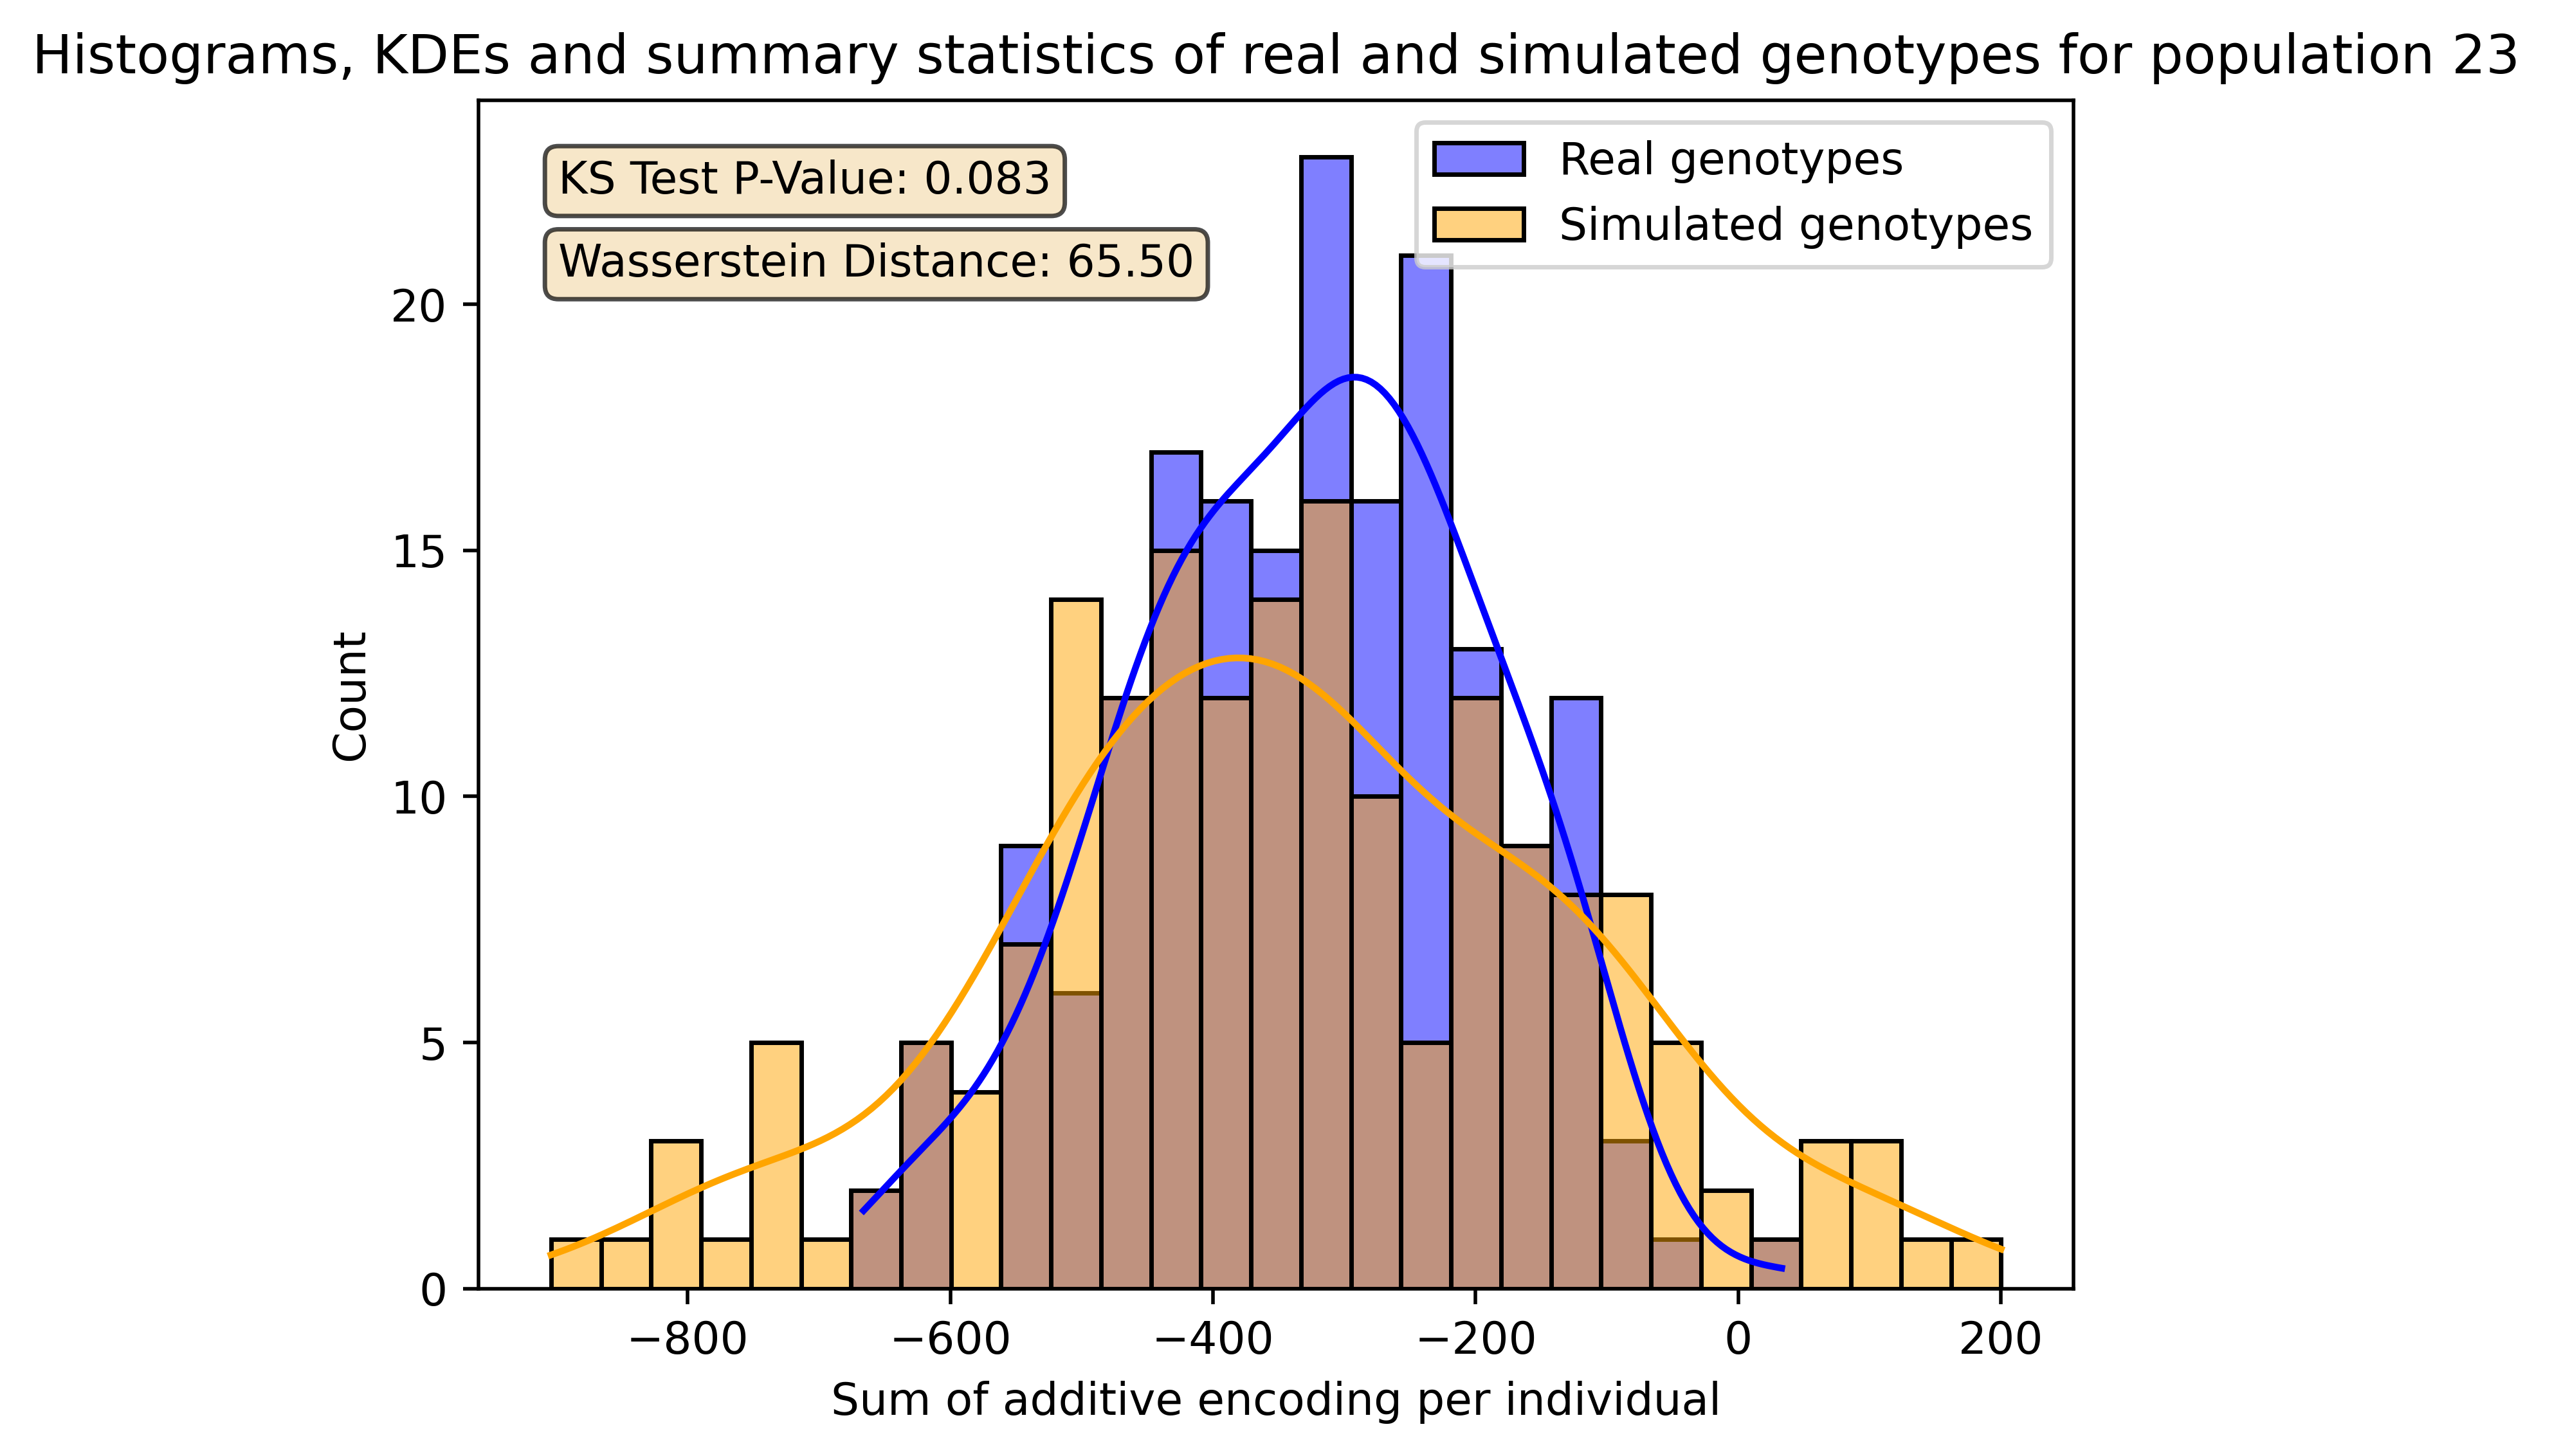 Histograms, KDEs and summary statistics of real and simulated genotypes for population 23
KS Test P-Value: 0.083
Wasserstein Distance: 65.50
Real genotypes
Simulated genotypes
Count
20
15
10
5
0
−800 −600 −400 −200 0 200
Sum of additive encoding per individual